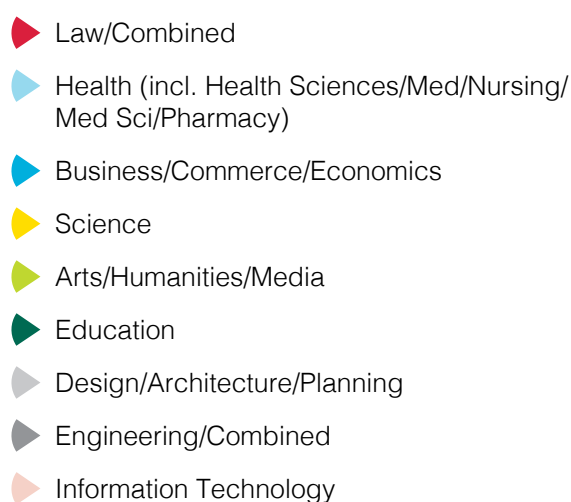 Law/Combined
Health (incl. Health Sciences/Med/Nursing/
Med Sci/Pharmacy)
Business/Commerce/Economics
Science
Arts/Humanities/Media
Education
Design/Architecture/Planning
Engineering/Combined
Information Technology